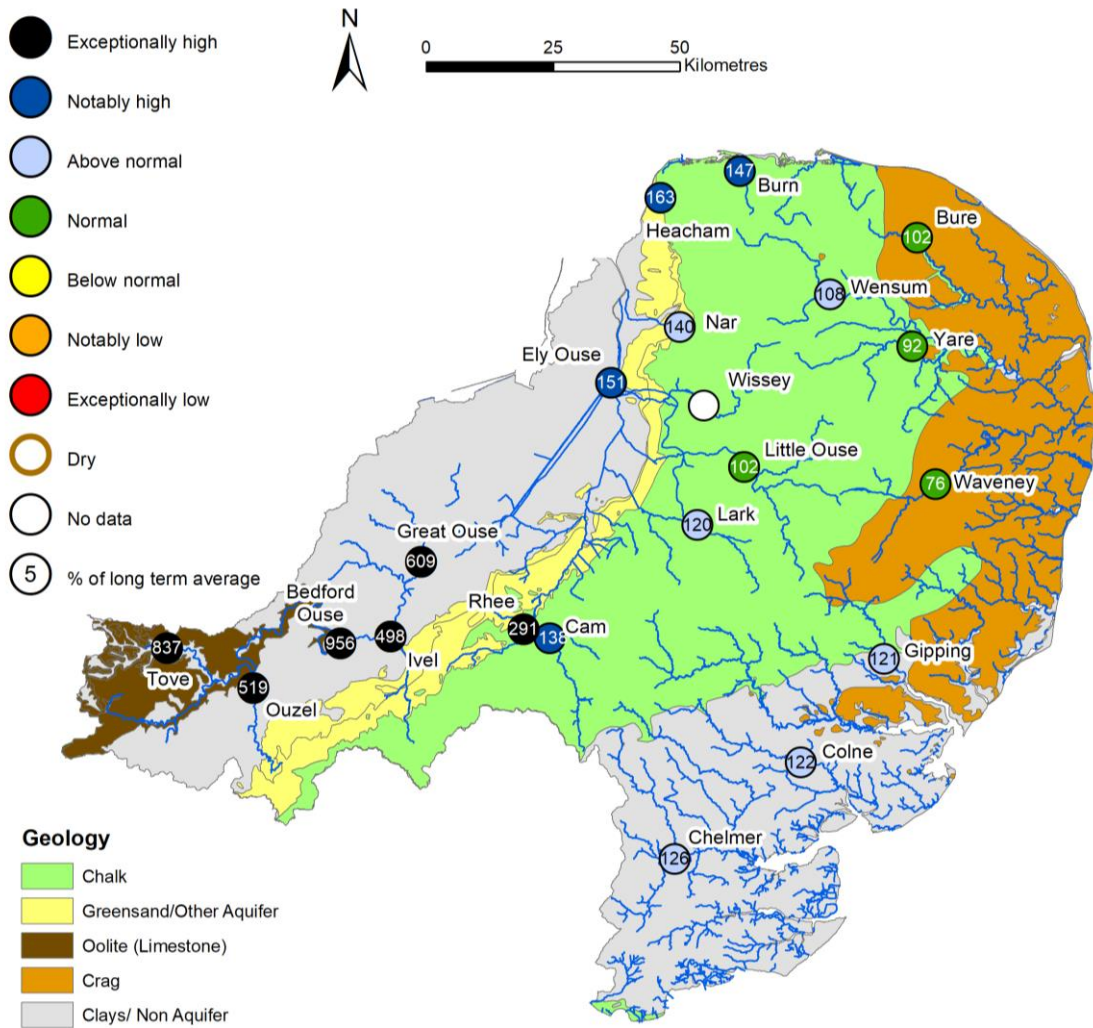 Exceptionally high
Notably high
Above normal
Normal
Below normal
Notably low
Exceptionally low
Dry
No data
5
% of long term average
N
0
25
50
Kilometres
147
Burn
163
Heacham
102
Bure
108
Wensum
140
Nar
92
Yare
Ely Ouse
151
Wissey
Little Ouse
102
76
Waveney
Lark
120
Great Ouse
609
Bedford
Ouse
956
498
Ivel
Rhee
291
138
Cam
837
Tove
519
Ouzel
Gipping
121
Colne
122
Chelmer
126
Geology
Chalk
Greensand/Other Aquifer
Oolite (Limestone)
Crag
Clays/ Non Aquifer